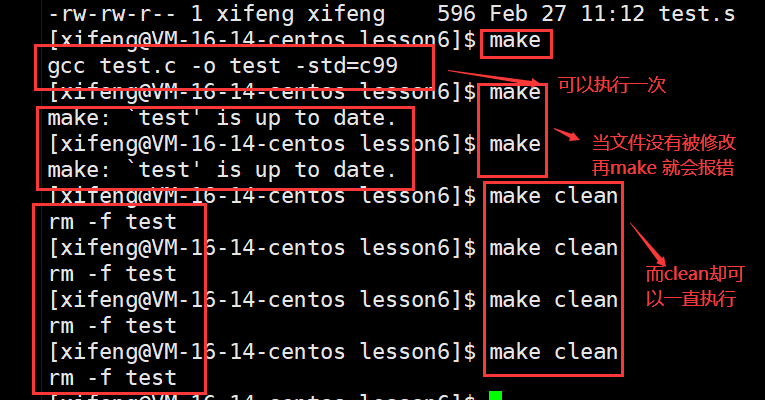 -rw-rw-r-- 1 xifeng xifeng    596 Feb 27 11:12 test.s
[xifeng@VM-16-14-centos lesson6]$ make
gcc test.c -o test -std=c99
[xifeng@VM-16-14-centos lesson6]$ make
make: `test' is up to date.
[xifeng@VM-16-14-centos lesson6]$ make
make: `test' is up to date.
[xifeng@VM-16-14-centos lesson6]$ make clean
rm -f test
[xifeng@VM-16-14-centos lesson6]$ make clean
rm -f test
[xifeng@VM-16-14-centos lesson6]$ make clean
rm -f test
[xifeng@VM-16-14-centos lesson6]$ make clean
rm -f test
[xifeng@VM-16-14-centos lesson6]$
可以执行一次
当文件没有被修改
再make 就会报错
而clean却可
以一直执行